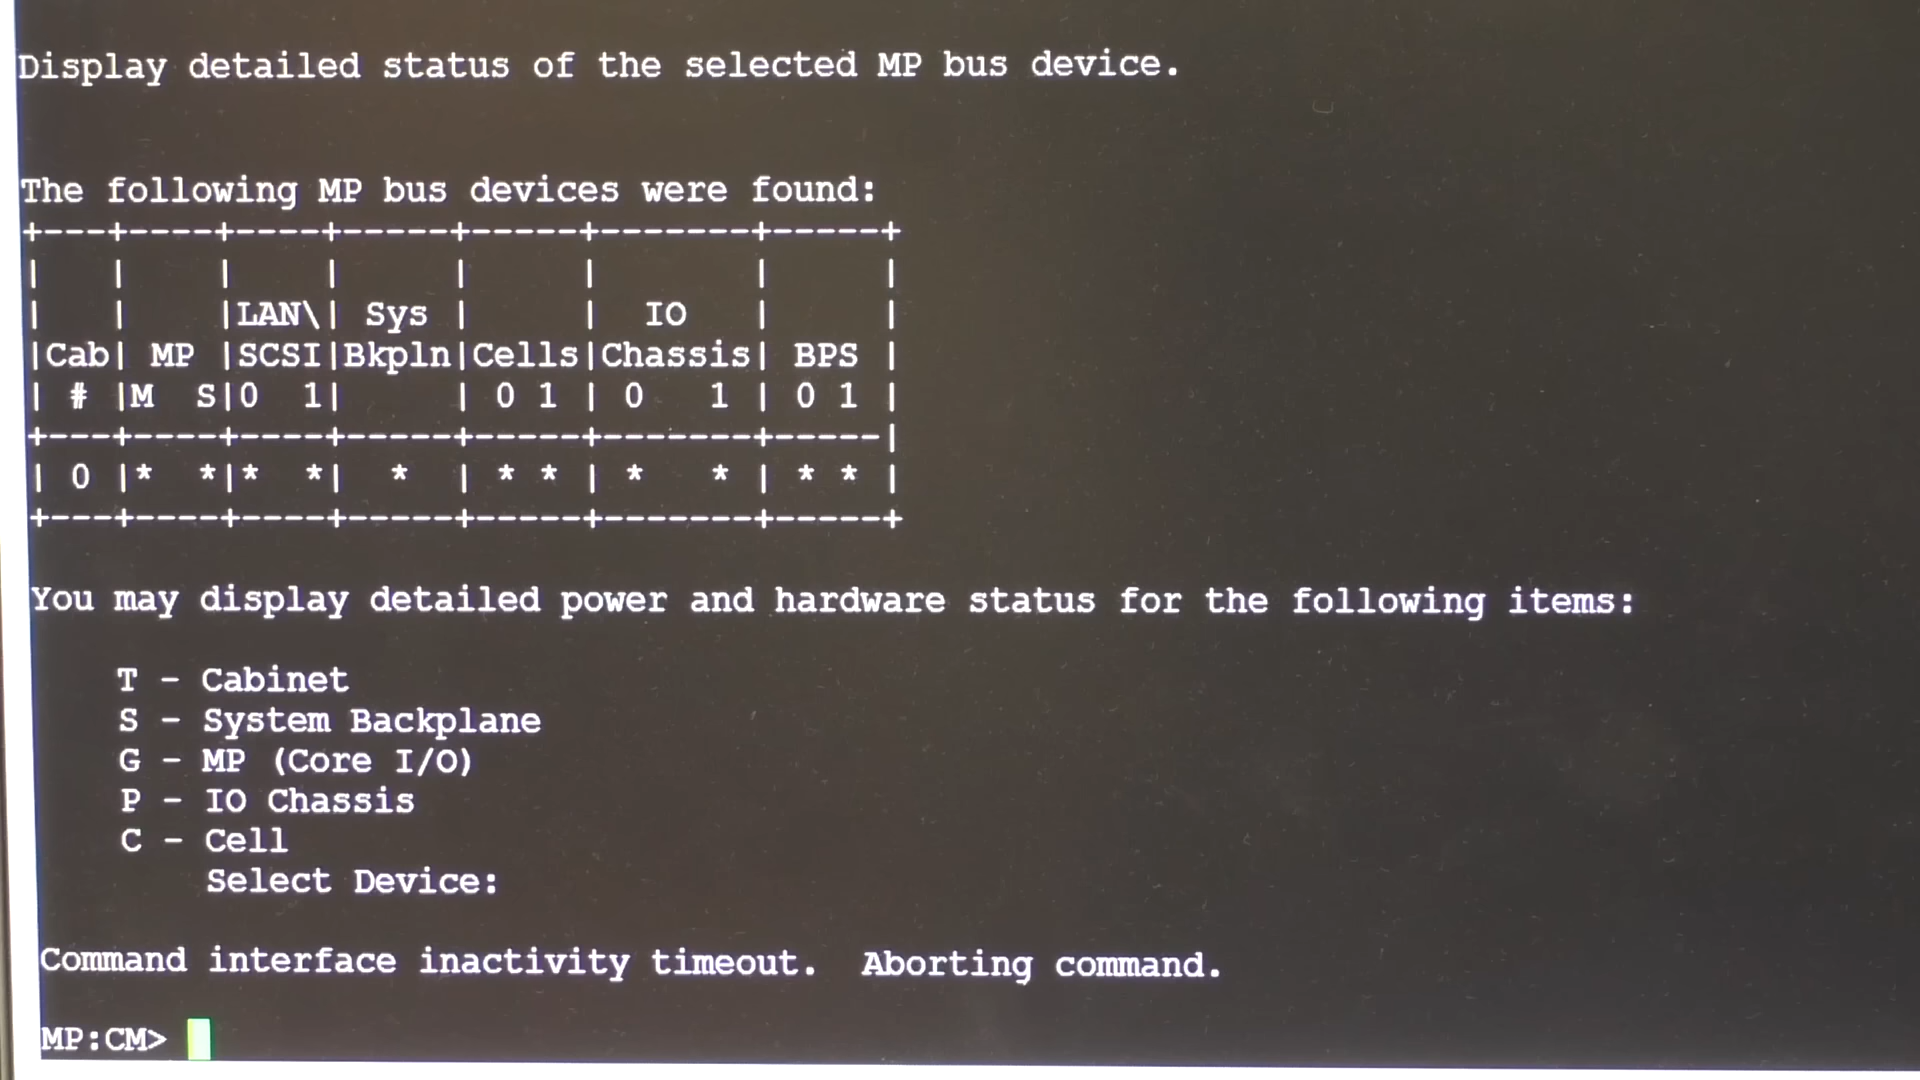 Display detailed status of the selected MP bus device.
The following MP bus devices were found:
+---+----+----+-----+-----+-------+-----+
|   |    |    |     |     |       |     |
|   |    |LAN\| Sys |     |  IO   |     |
|Cab| MP |SCSI|Bkpln|Cells|Chassis| BPS |
| # |M  S|0  1|     | 0 1 | 0   1 | 0 1 |
+---+----+----+-----+-----+-------+-----|
| 0 |*  *|*  *|  *  | * * | *   * | * * |
+---+----+----+-----+-----+-------+-----+
You may display detailed power and hardware status for the following items:
T - Cabinet
S - System Backplane
G - MP (Core I/O)
P - IO Chassis
C - Cell
Select Device:
Command interface inactivity timeout.  Aborting command.
MP:CM>